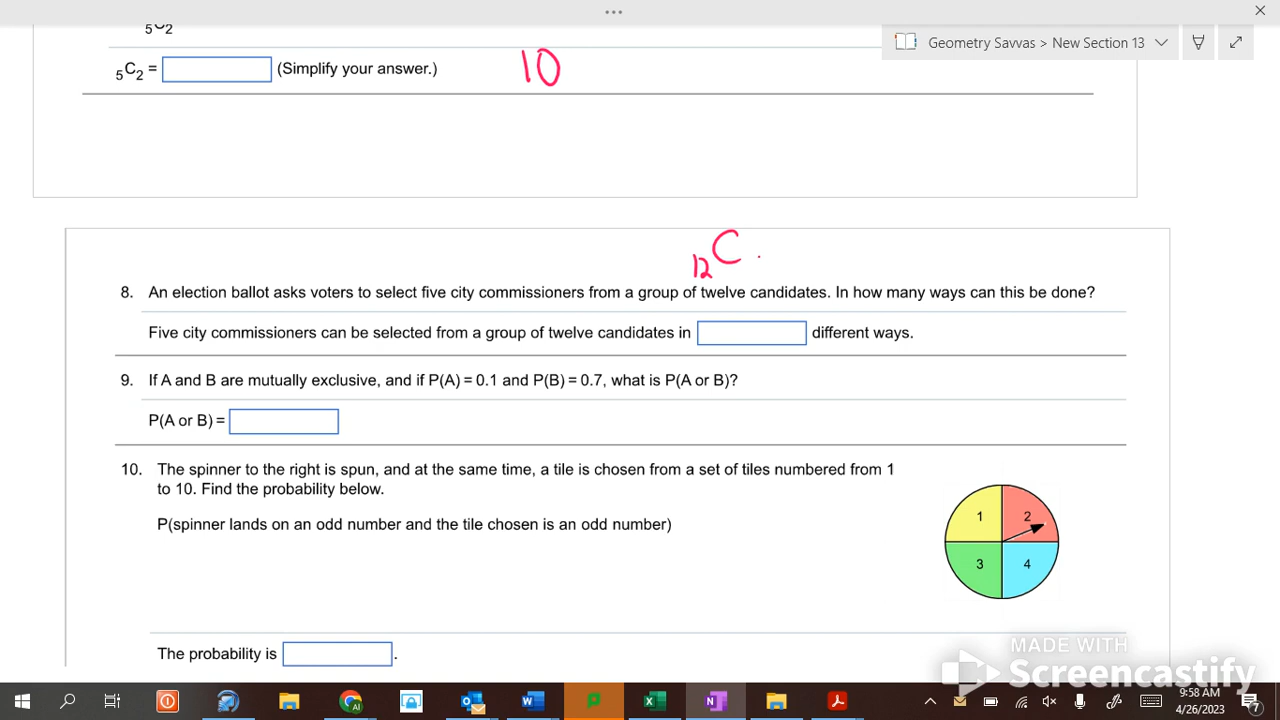 Geometry Savvas > New Section 13
5C2
5C2 = (Simplify your answer.) 10
12C
8. An election ballot asks voters to select five city commissioners from a group of twelve candidates. In how many ways can this be done?
Five city commissioners can be selected from a group of twelve candidates in different ways.
9. If A and B are mutually exclusive, and if P(A) = 0.1 and P(B) = 0.7, what is P(A or B)?
P(A or B) =
10. The spinner to the right is spun, and at the same time, a tile is chosen from a set of tiles numbered from 1
to 10. Find the probability below.
P(spinner lands on an odd number and the tile chosen is an odd number)
1 2
3 4
The probability is .
MADE WITH
Screencastify
AI
9:58 AM
4/26/2023
7